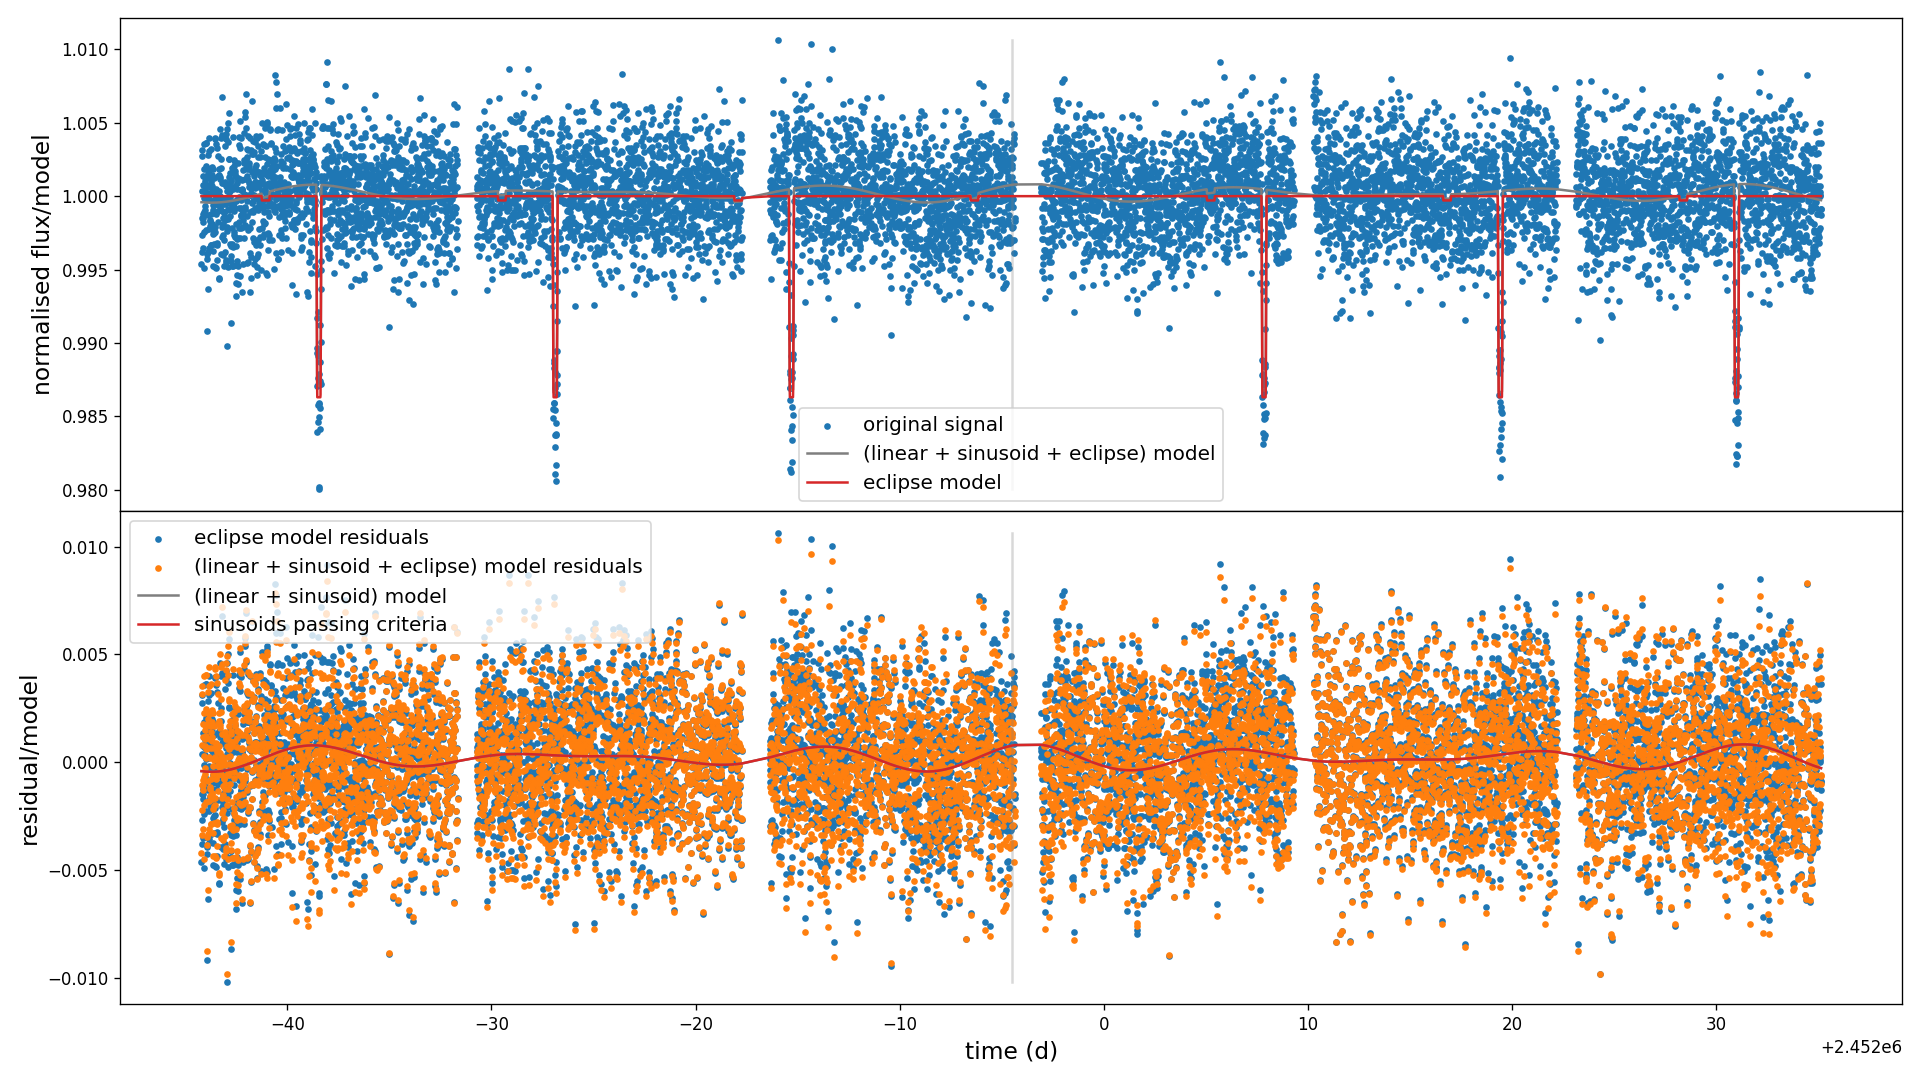 1.010
1.005
1.000
0.995
0.990
0.985
0.980
normalised flux/model
original signal
(linear + sinusoid + eclipse) model
eclipse model
0.010
0.005
0.000
−0.005
−0.010
residual/model
eclipse model residuals
(linear + sinusoid + eclipse) model residuals
(linear + sinusoid) model
sinusoids passing criteria
−40
−30
−20
−10
0
10
20
30
time (d)
+2.452e6